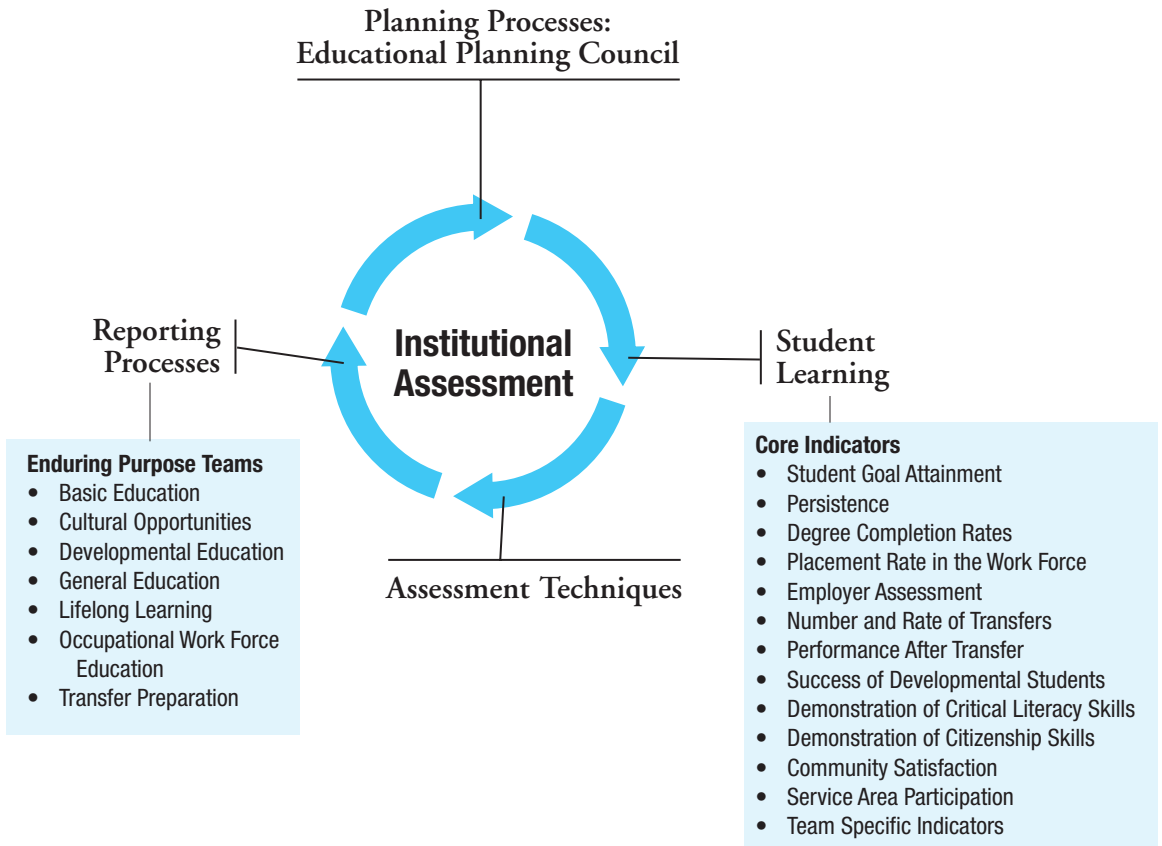 Planning Processes:
Educational Planning Council
Institutional
Assessment
Reporting
Processes
Student
Learning
Enduring Purpose Teams
• Basic Education
• Cultural Opportunities
• Developmental Education
• General Education
• Lifelong Learning
• Occupational Work Force
Education
• Transfer Preparation
Assessment Techniques
Core Indicators
• Student Goal Attainment
• Persistence
• Degree Completion Rates
• Placement Rate in the Work Force
• Employer Assessment
• Number and Rate of Transfers
• Performance After Transfer
• Success of Developmental Students
• Demonstration of Critical Literacy Skills
• Demonstration of Citizenship Skills
• Community Satisfaction
• Service Area Participation
• Team Specific Indicators